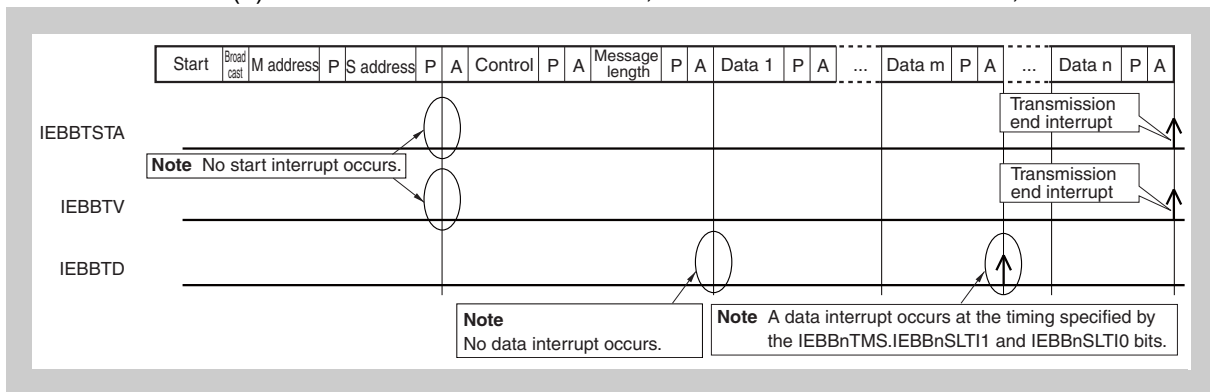 Start Broad cast M address P S address P A Control P A Message length P A Data 1 P A ... Data m P A ... Data n P A
Transmission
end interrupt
IEBBTSTA
Note No start interrupt occurs.
Transmission
end interrupt
IEBBTV
IEBBTD
Note
No data interrupt occurs.
Note A data interrupt occurs at the timing specified by
the IEBBnTMS.IEBBnSLTI1 and IEBBnSLTI0 bits.